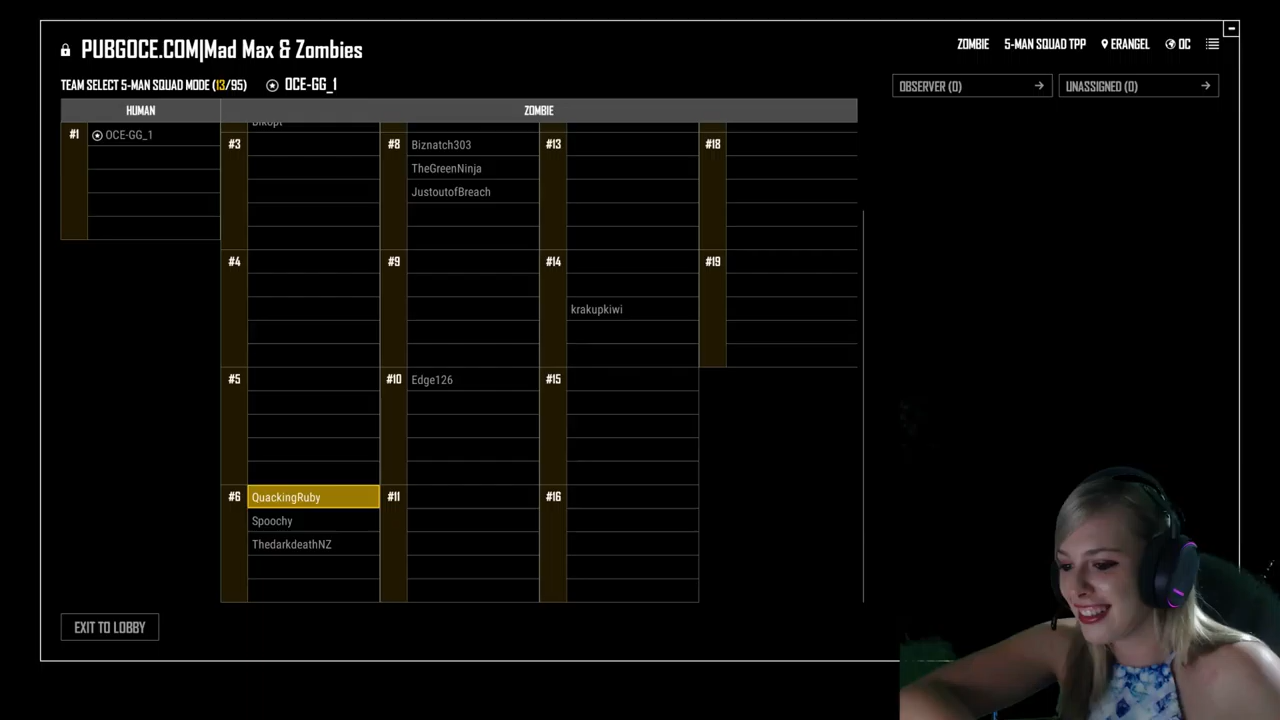 PUBGOCE.COM|Mad Max & Zombies
ZOMBIE 5-MAN SQUAD TPP ERANGEL OC
TEAM SELECT 5-MAN SQUAD MODE (13/95) OCE-GG_1
OBSERVER (0) UNASSIGNED (0)
HUMAN ZOMBIE
#1 OCE-GG_1
#3 #8 Biznatch303 #13 #18
TheGreenNinja
JustoutofBreach
#4 #9 #14 #19
krakupkiwi
#5 #10 Edge126 #15
#6 QuackingRuby #11 #16
Spoochy
ThedarkdeathNZ
EXIT TO LOBBY